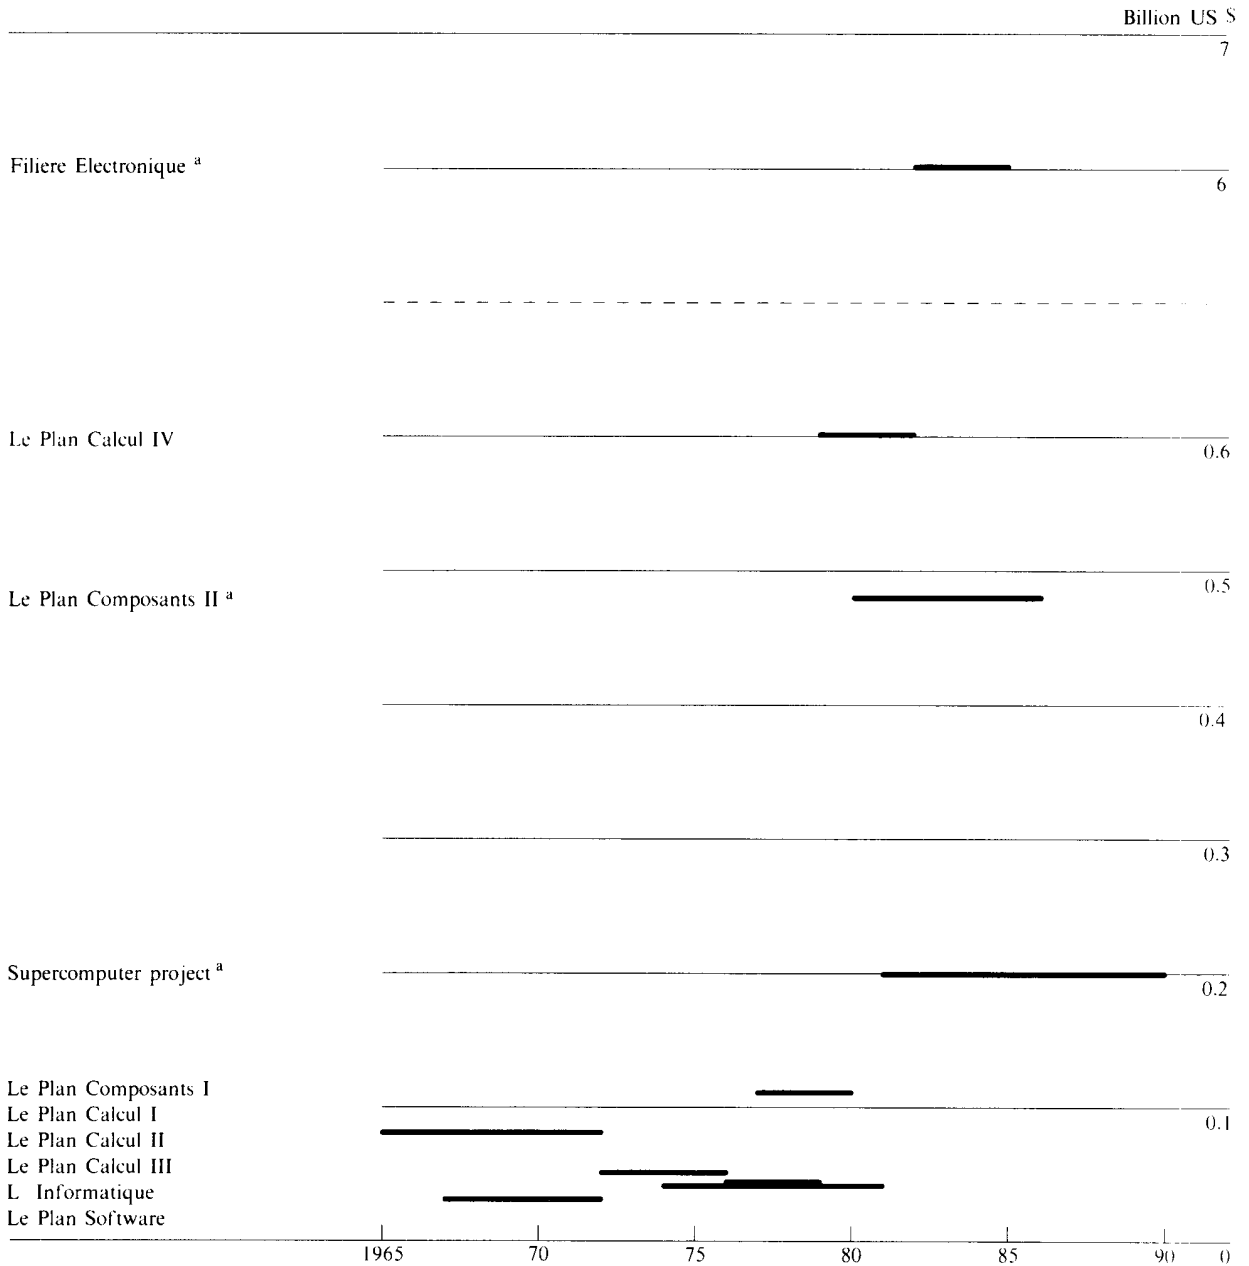 Billion US $
7
Filiere Electronique a
6
Le Plan Calcul IV
0.6
0.5
Le Plan Composants II a
0.4
0.3
Supercomputer project a
0.2
Le Plan Composants I
Le Plan Calcul I
0.1
Le Plan Calcul II
Le Plan Calcul III
L Informatique
Le Plan Software
1965 70 75 80 85 90 0